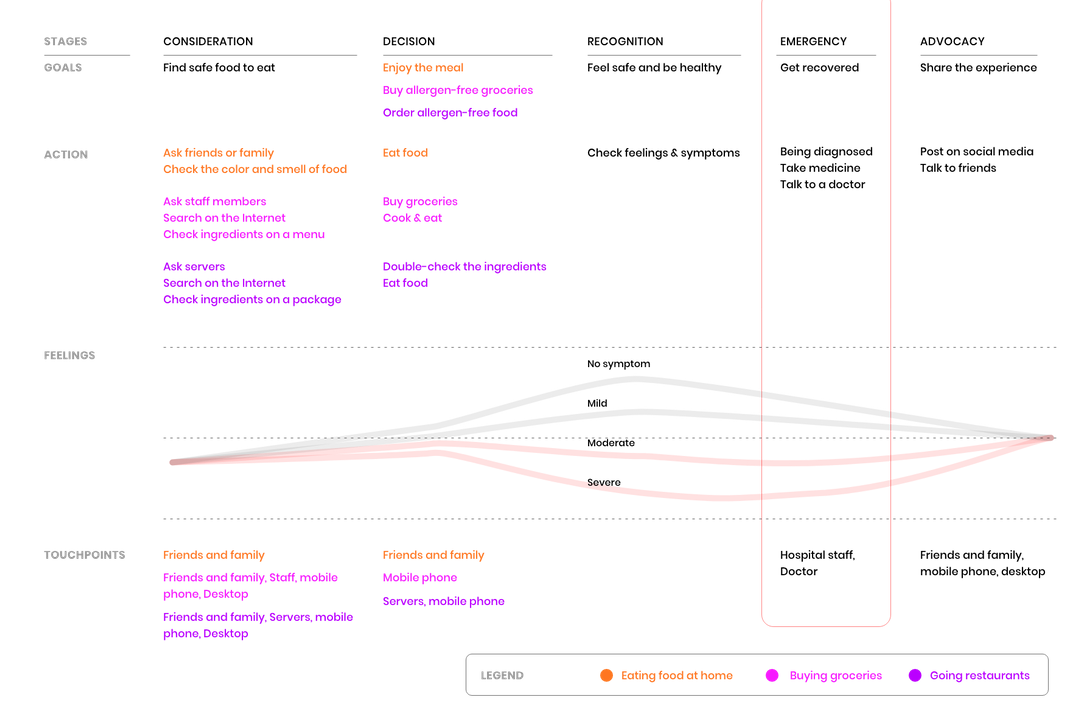 STAGES
CONSIDERATION
DECISION
RECOGNITION
EMERGENCY
ADVOCACY
GOALS
Find safe food to eat
Enjoy the meal
Buy allergen-free groceries
Order allergen-free food
Feel safe and be healthy
Get recovered
Share the experience
ACTION
Ask friends or family
Check the color and smell of food
Ask staff members
Search on the Internet
Check ingredients on a menu
Ask servers
Search on the Internet
Check ingredients on a package
Eat food
Buy groceries
Cook & eat
Double-check the ingredients
Eat food
Check feelings & symptoms
Being diagnosed
Take medicine
Talk to a doctor
Post on social media
Talk to friends
FEELINGS
No symptom
Mild
Moderate
Severe
TOUCHPOINTS
Friends and family
Friends and family, Staff, mobile
phone, Desktop
Friends and family, Servers, mobile
phone, Desktop
Friends and family
Mobile phone
Servers, mobile phone
Hospital staff,
Doctor
Friends and family,
mobile phone, desktop
LEGEND
Eating food at home
Buying groceries
Going restaurants